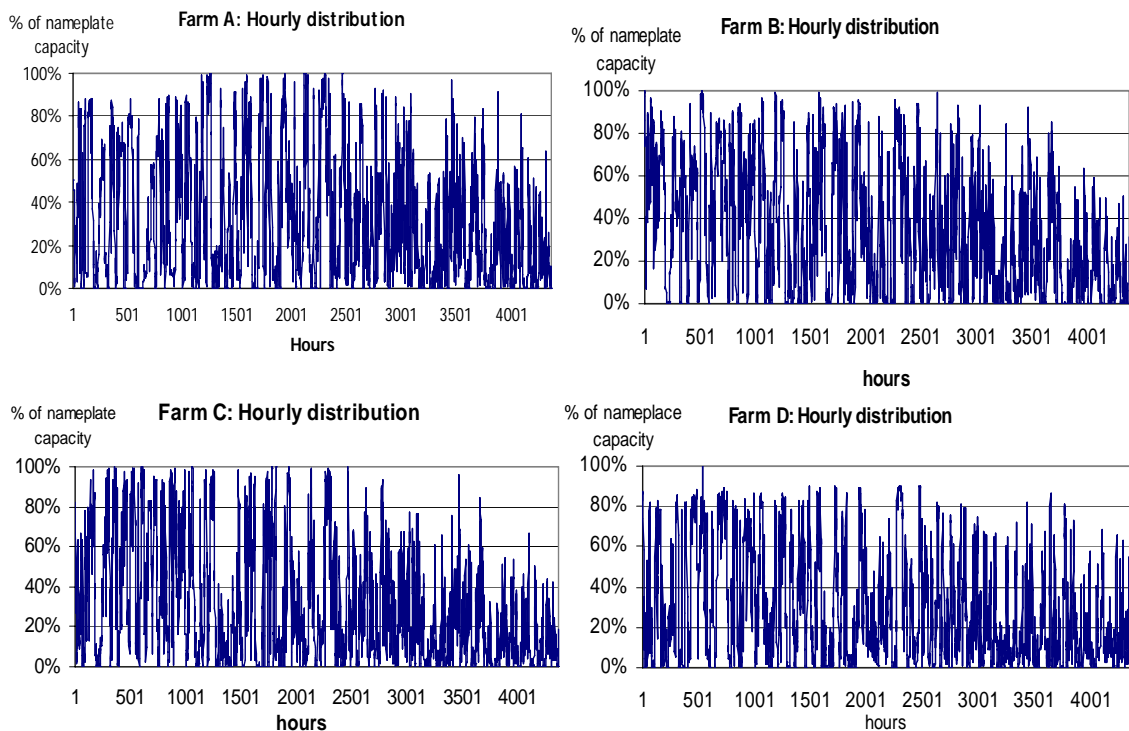 Farm A: Hourly distribution
% of nameplate
capacity
100%
80%
60%
40%
20%
0%
1 501 1001 1501 2001 2501 3001 3501 4001
Hours
Farm B: Hourly distribution
% of nameplate
capacity
100%
80%
60%
40%
20%
0%
1 501 1001 1501 2001 2501 3001 3501 4001
hours
Farm C: Hourly distribution
% of nameplate
capacity
100%
80%
60%
40%
20%
0%
1 501 1001 1501 2001 2501 3001 3501 4001
hours
Farm D: Hourly distribution
% of nameplace
capacity
100%
80%
60%
40%
20%
0%
1 501 1001 1501 2001 2501 3001 3501 4001
hours